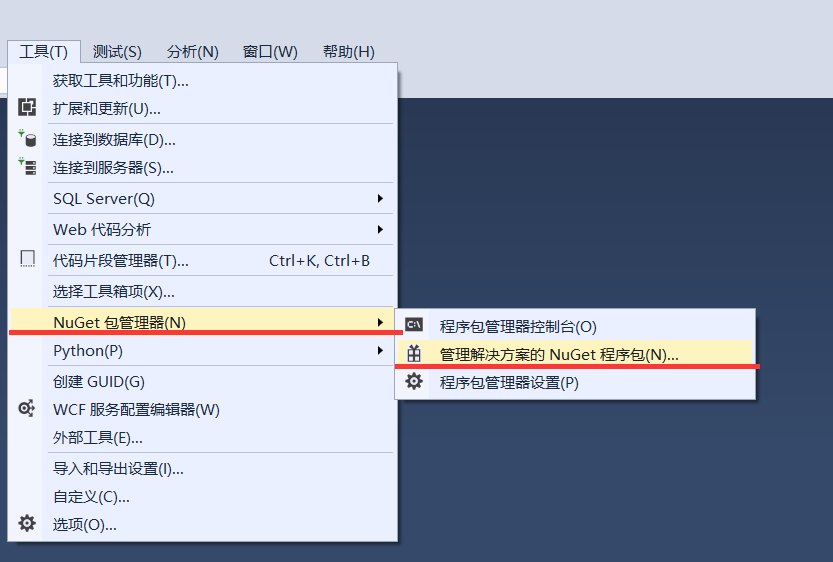 工具(T) 测试(S) 分析(N) 窗口(W) 帮助(H)
获取工具和功能(T)...
扩展和更新(U)...
连接到数据库(D)...
连接到服务器(S)...
SQL Server(Q)
Web 代码分析
代码片段管理器(T)... Ctrl+K, Ctrl+B
选择工具箱项(X)...
NuGet 包管理器(N)
Python(P)
创建 GUID(G)
WCF 服务配置编辑器(W)
外部工具(E)...
导入和导出设置(I)...
自定义(C)...
选项(O)...
C:\
程序包管理器控制台(O)
管理解决方案的 NuGet 程序包(N)...
程序包管理器设置(P)